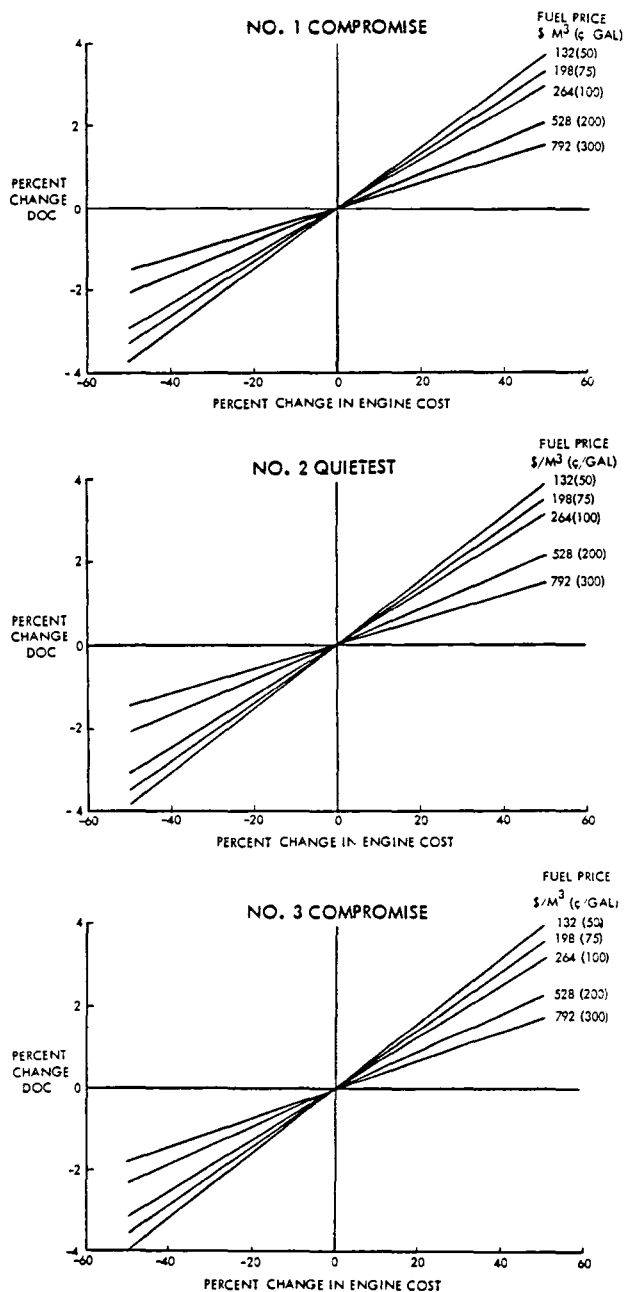 NO. 1 COMPROMISE
FUEL PRICE
$ M3 (¢ GAL)
132(50)
198(75)
264(100)
528 (200)
792 (300)
4
2
0
-2
-4
PERCENT
CHANGE
DOC
-60 -40 -20 0 20 40 60
PERCENT CHANGE IN ENGINE COST
NO. 2 QUIETEST
FUEL PRICE
$/M3 (¢/GAL)
132(50)
198(75)
264(100)
528 (200)
792 (300)
4
2
0
-2
-4
PERCENT
CHANGE
DOC
-60 -40 -20 0 20 40 60
PERCENT CHANGE IN ENGINE COST
NO. 3 COMPROMISE
FUEL PRICE
$/M3 (¢/GAL)
132 (50)
198 (75)
264 (100)
528 (200)
792 (300)
4
2
0
-2
-4
PERCENT
CHANGE
DOC
-60 -40 -20 0 20 40 60
PERCENT CHANGE IN ENGINE COST